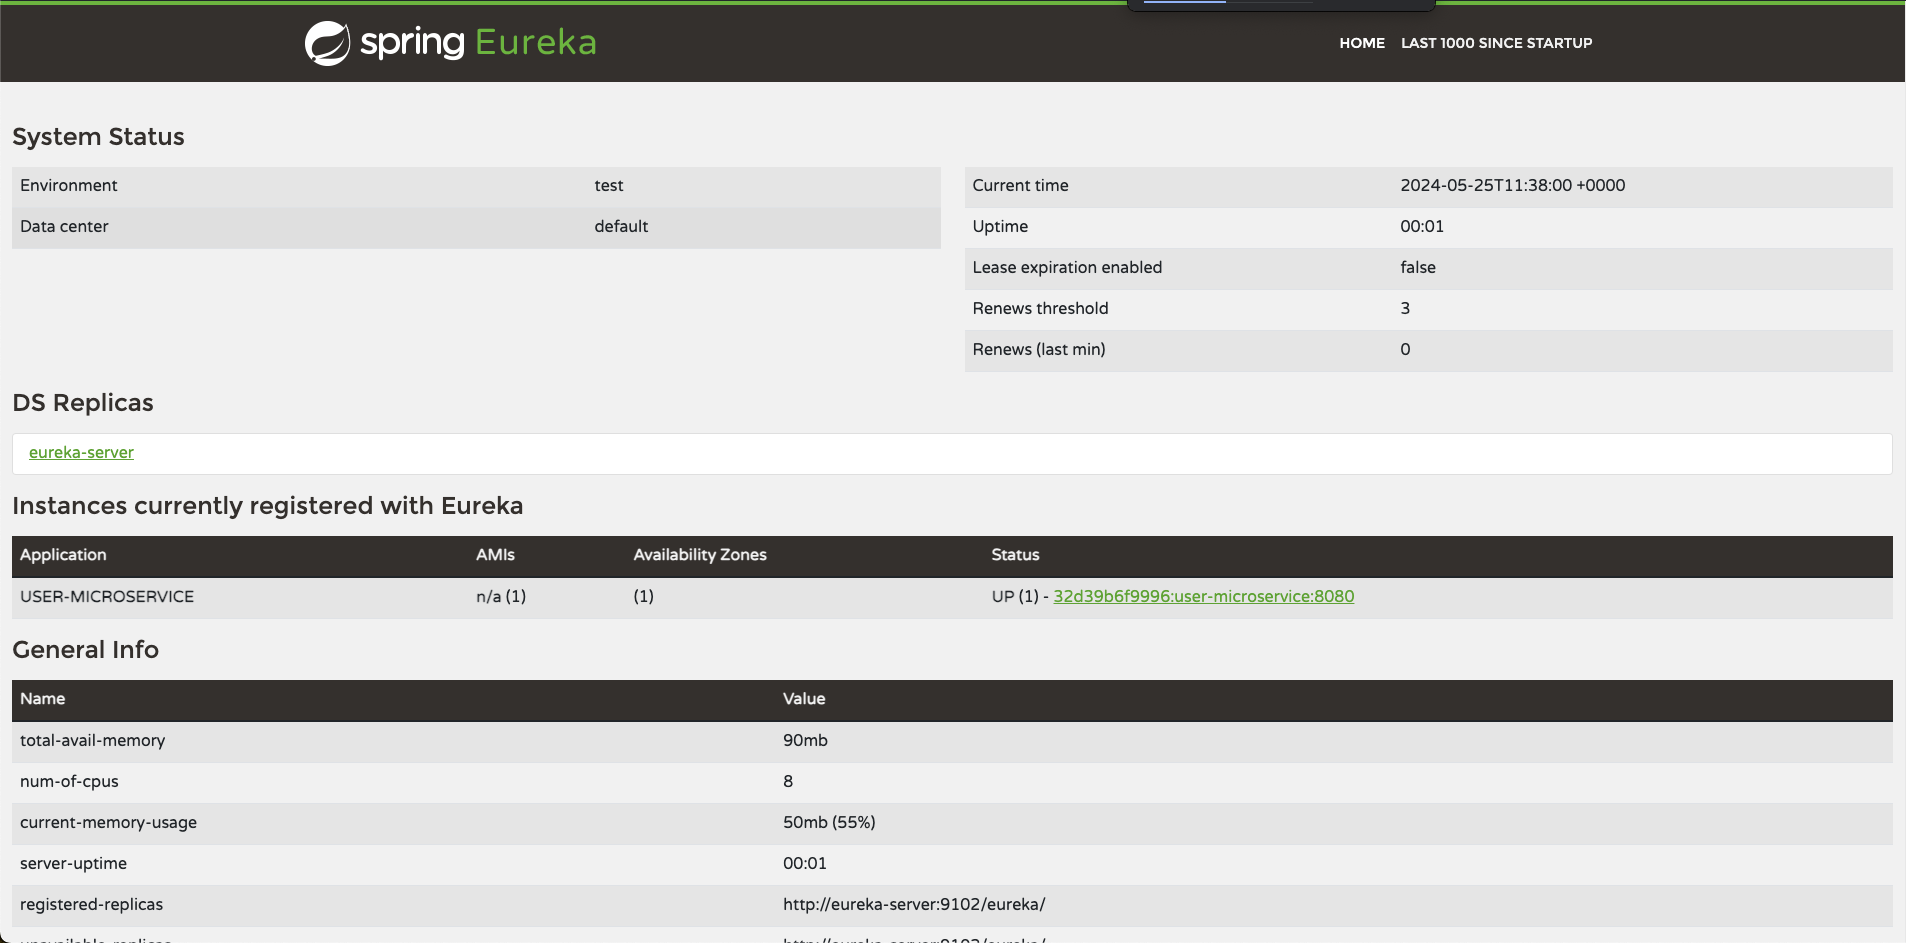 spring Eureka
HOME LAST 1000 SINCE STARTUP
System Status
Environment test
Data center default
Current time 2024-05-25T11:38:00 +0000
Uptime 00:01
Lease expiration enabled false
Renews threshold 3
Renews (last min) 0
DS Replicas
eureka-server
Instances currently registered with Eureka
Application AMIs Availability Zones Status
USER-MICROSERVICE n/a (1) (1) UP (1) - 32d39b6f9996:user-microservice:8080
General Info
Name Value
total-avail-memory 90mb
num-of-cpus 8
current-memory-usage 50mb (55%)
server-uptime 00:01
registered-replicas http://eureka-server:9102/eureka/